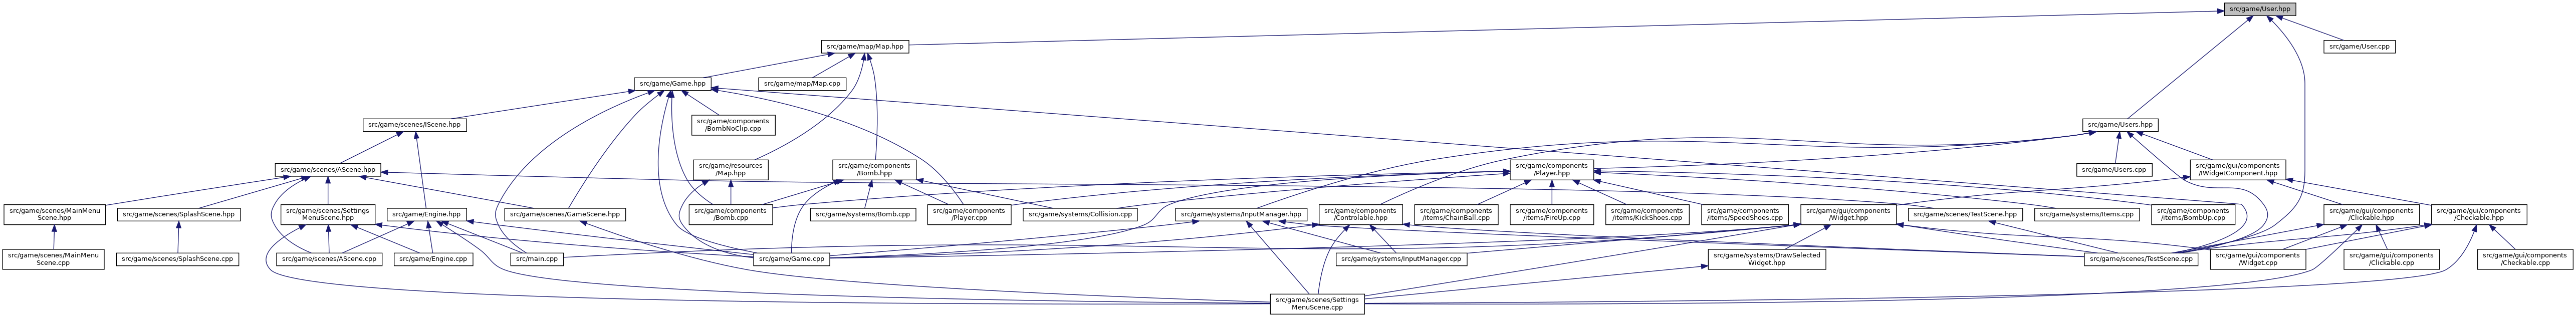 src/game/User.hpp
src/game/map/Map.hpp
src/game/User.cpp
src/game/Game.hpp
src/game/map/Map.cpp
src/game/scenes/IScene.hpp
src/game/components
/BombNoClip.cpp
src/game/Users.hpp
src/game/scenes/AScene.hpp
src/game/resources
/Map.hpp
src/game/components
/Bomb.hpp
src/game/components
/Player.hpp
src/game/Users.cpp
src/game/gui/components
/WidgetComponent.hpp
src/game/scenes/MainMenu
Scene.hpp
src/game/scenes/SplashScene.hpp
src/game/scenes/Settings
MenuScene.hpp
src/game/Engine.hpp
src/game/scenes/GameScene.hpp
src/game/components
/Bomb.cpp
src/game/systems/Bomb.cpp
src/game/components
/Player.cpp
src/game/systems/Collision.cpp
src/game/systems/InputManager.hpp
src/game/components
/Controlable.hpp
src/game/components
/items/ChainBall.cpp
src/game/components
/items/FireUp.cpp
src/game/components
/items/KickShoes.cpp
src/game/components
/items/SpeedShoes.cpp
src/game/gui/components
/Widget.hpp
src/game/scenes/TestScene.hpp
src/game/systems/Items.cpp
src/game/components
/items/BombUp.cpp
src/game/gui/components
/Clickable.hpp
src/game/gui/components
/Checkable.hpp
src/game/scenes/MainMenu
Scene.cpp
src/game/scenes/SplashScene.cpp
src/game/scenes/AScene.cpp
src/game/Engine.cpp
src/main.cpp
src/game/Game.cpp
src/game/systems/InputManager.cpp
src/game/systems/DrawSelected
Widget.hpp
src/game/scenes/TestScene.cpp
src/game/gui/components
/Widget.cpp
src/game/gui/components
/Clickable.cpp
src/game/gui/components
/Checkable.cpp
src/game/scenes/Settings
MenuScene.cpp